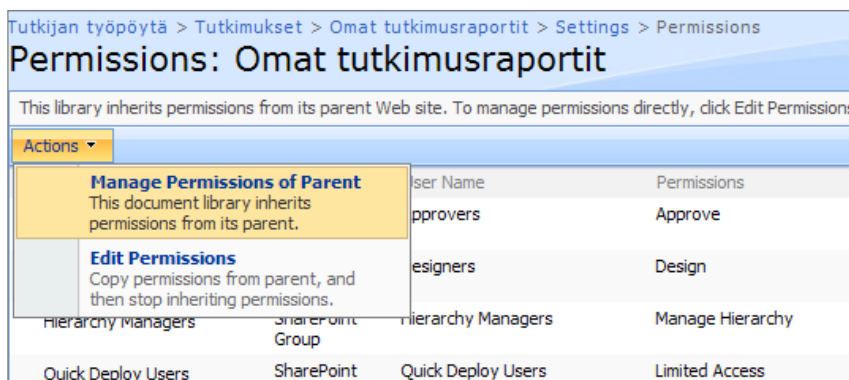 Tutkijan työpöytä > Tutkimukset > Omat tutkimusraportit > Settings > Permissions
Permissions: Omat tutkimusraportit
This library inherits permissions from its parent Web site. To manage permissions directly, click Edit Permissions
Actions
Manage Permissions of Parent
This document library inherits
permissions from its parent.
Edit Permissions
Copy permissions from parent, and
then stop inheriting permissions.
User Name Permissions
pprovers Approve
esigners Design
Hierarchy Managers SharePoint Group Hierarchy Managers Manage Hierarchy
Quick Deploy Users SharePoint Quick Deploy Users Limited Access